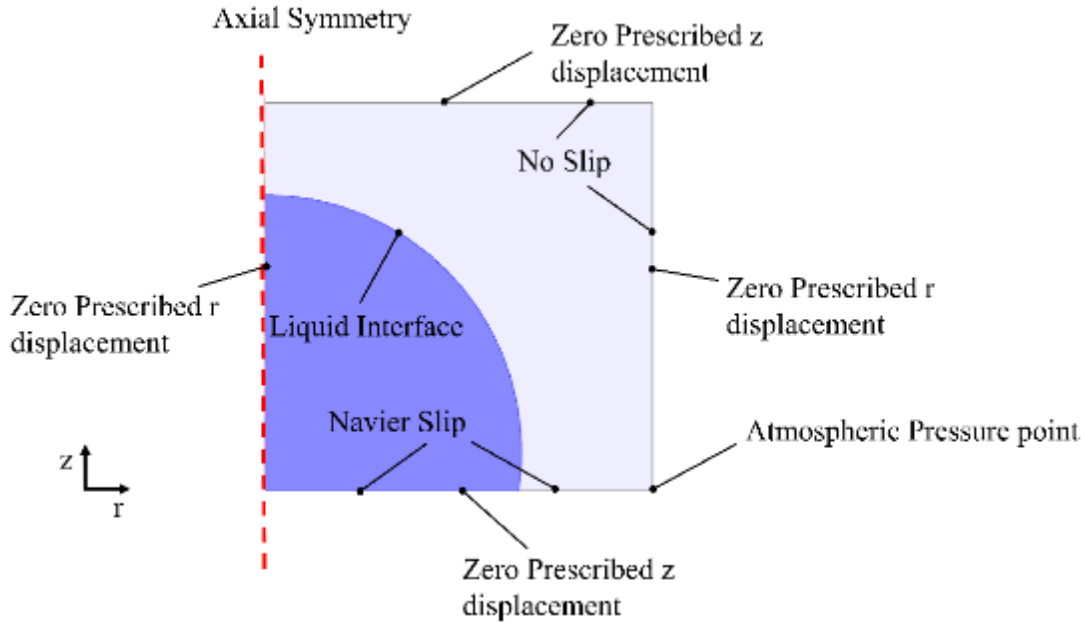 Axial Symmetry
Zero Prescribed z
displacement
No Slip
Zero Prescribed r
displacement
Liquid Interface
Zero Prescribed r
displacement
Navier Slip
Atmospheric Pressure point
z
r
Zero Prescribed z
displacement